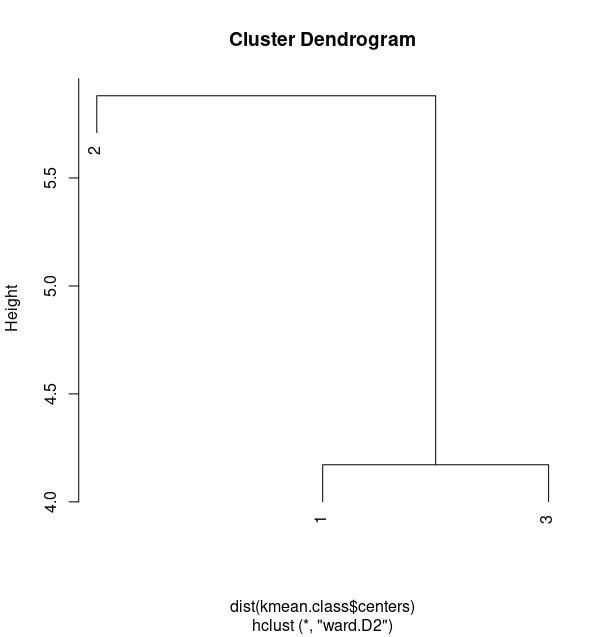 Cluster Dendrogram
Height
5.5
5.0
4.5
4.0
2
1
3
dist(kmean.class$centers)
hclust (*, "ward.D2")